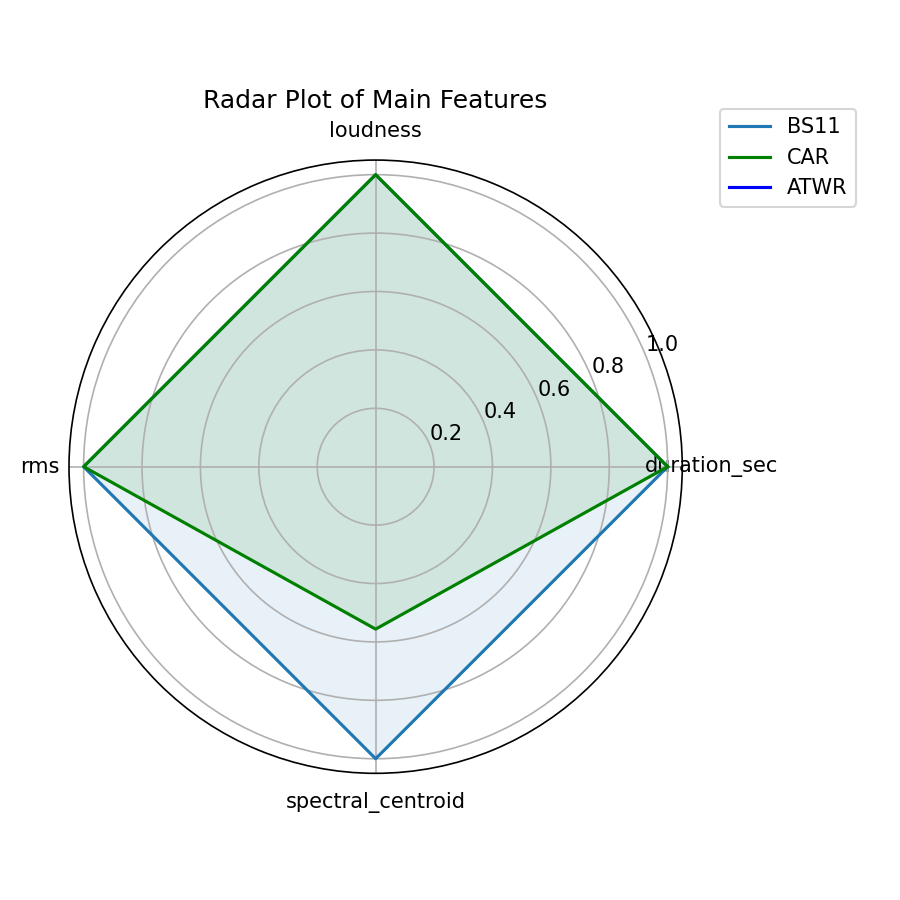 Radar Plot of Main Features
loudness
BS11
CAR
ATWR
1.0
0.8
0.6
0.4
0.2
rms
duration_sec
spectral_centroid